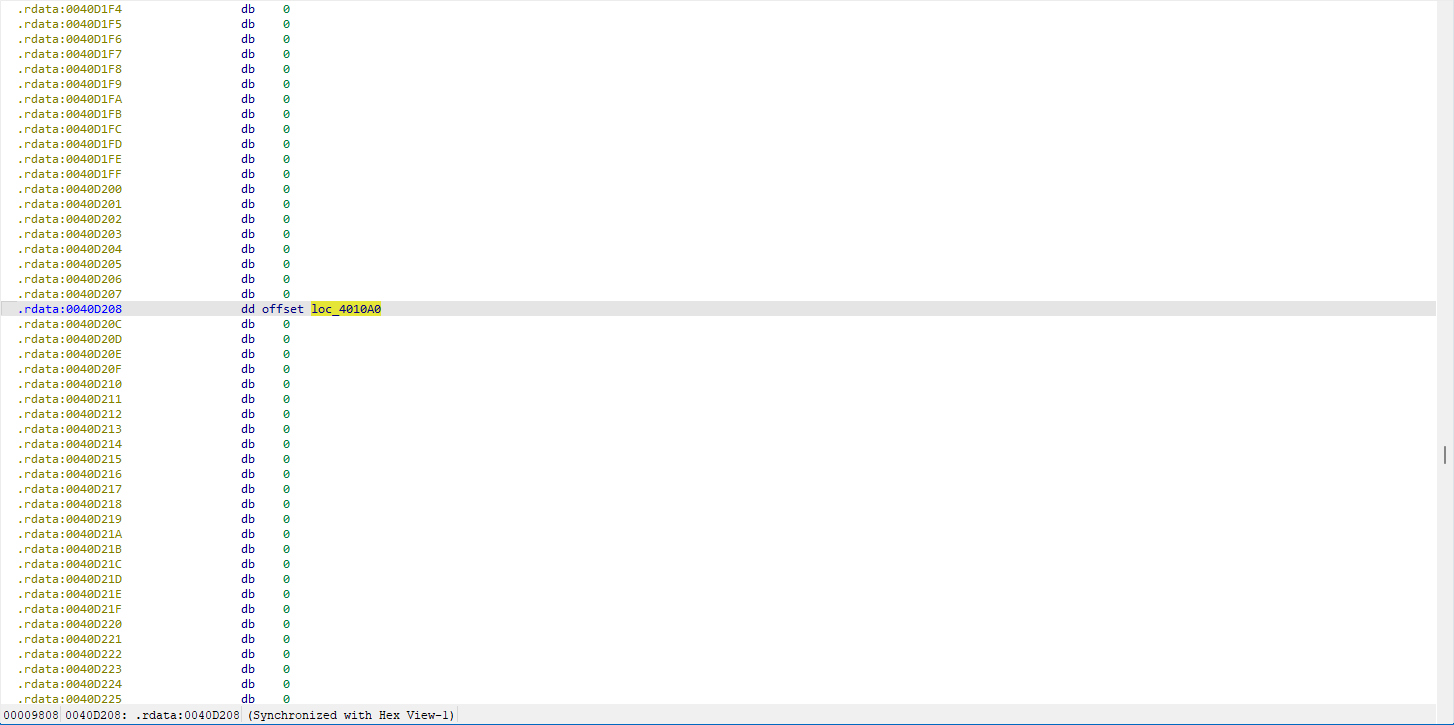 .rdata:0040D1F4 db 0
.rdata:0040D1F5 db 0
.rdata:0040D1F6 db 0
.rdata:0040D1F7 db 0
.rdata:0040D1F8 db 0
.rdata:0040D1F9 db 0
.rdata:0040D1FA db 0
.rdata:0040D1FB db 0
.rdata:0040D1FC db 0
.rdata:0040D1FD db 0
.rdata:0040D1FE db 0
.rdata:0040D1FF db 0
.rdata:0040D200 db 0
.rdata:0040D201 db 0
.rdata:0040D202 db 0
.rdata:0040D203 db 0
.rdata:0040D204 db 0
.rdata:0040D205 db 0
.rdata:0040D206 db 0
.rdata:0040D207 db 0
.rdata:0040D208 dd offset loc_4010A0
.rdata:0040D20C db 0
.rdata:0040D20D db 0
.rdata:0040D20E db 0
.rdata:0040D20F db 0
.rdata:0040D210 db 0
.rdata:0040D211 db 0
.rdata:0040D212 db 0
.rdata:0040D213 db 0
.rdata:0040D214 db 0
.rdata:0040D215 db 0
.rdata:0040D216 db 0
.rdata:0040D217 db 0
.rdata:0040D218 db 0
.rdata:0040D219 db 0
.rdata:0040D21A db 0
.rdata:0040D21B db 0
.rdata:0040D21C db 0
.rdata:0040D21D db 0
.rdata:0040D21E db 0
.rdata:0040D21F db 0
.rdata:0040D220 db 0
.rdata:0040D221 db 0
.rdata:0040D222 db 0
.rdata:0040D223 db 0
.rdata:0040D224 db 0
.rdata:0040D225 db 0
00009808 0040D208: .rdata:0040D208 (Synchronized with Hex View-1)